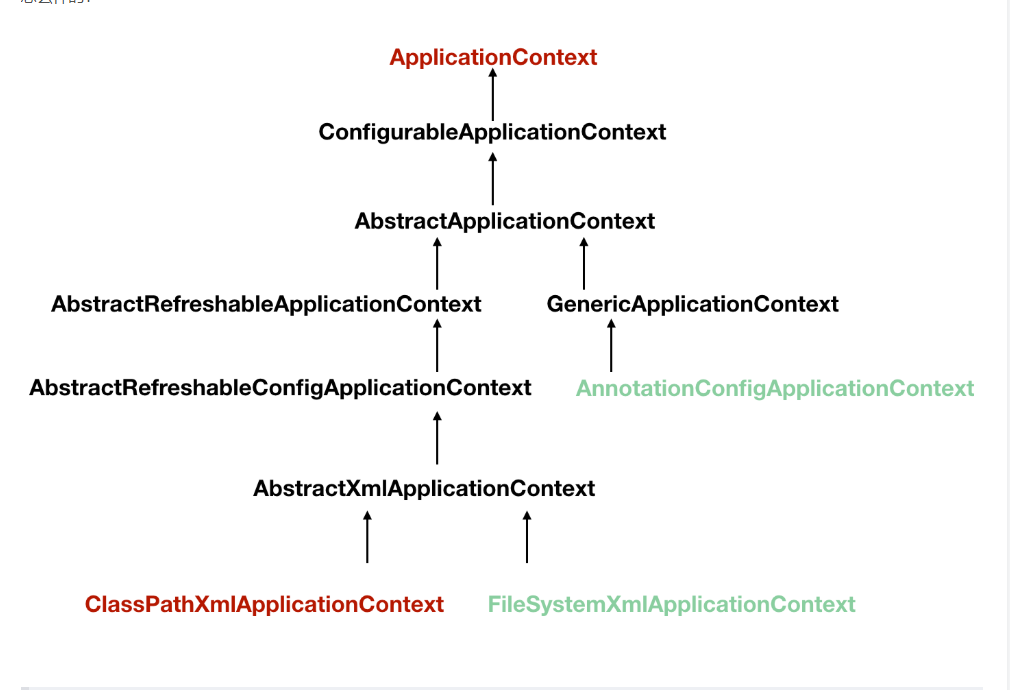 ApplicationContext
ConfigurableApplicationContext
AbstractApplicationContext
AbstractRefreshableApplicationContext GenericApplicationContext
AbstractRefreshableConfigApplicationContext AnnotationConfigApplicationContext
AbstractXmlApplicationContext
ClassPathXmlApplicationContext FileSystemXmlApplicationContext